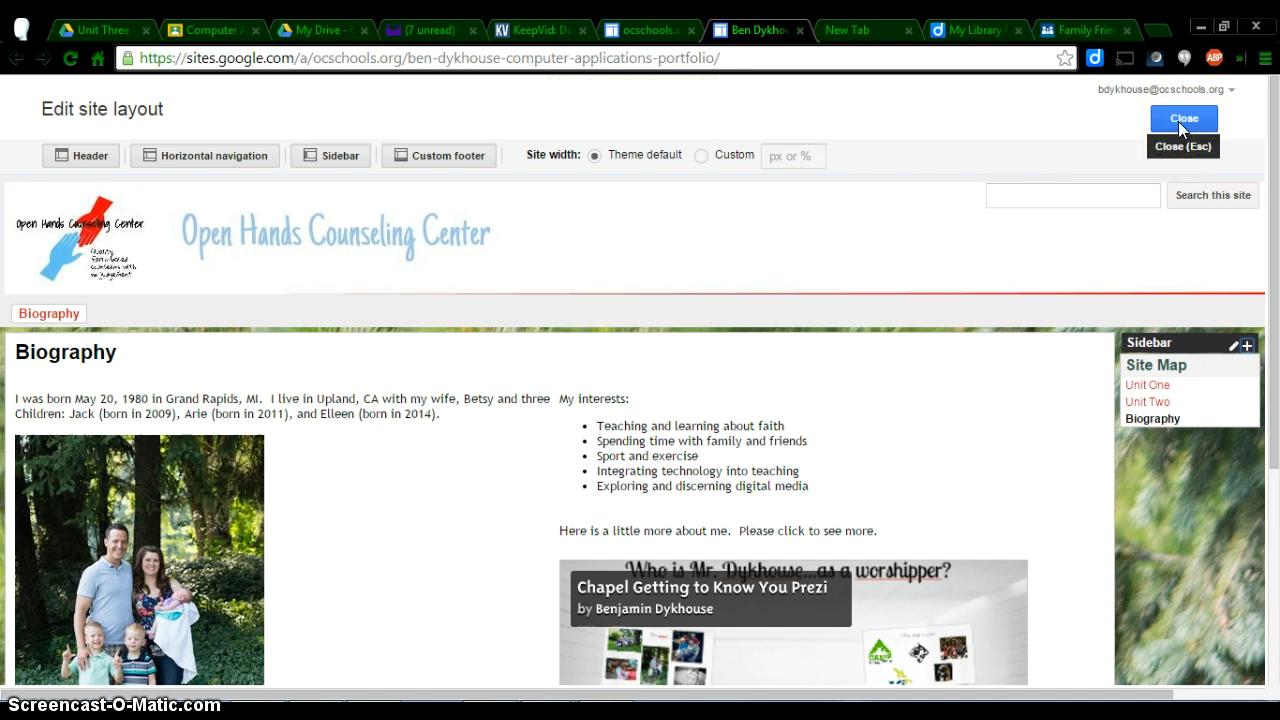 Unit Three
Computer A
My Drive -
(7 unread)
KeepVid: Do
ocschools.c
Ben Dykho
New Tab
My Library
Family Frie
https://sites.google.com/a/ocschools.org/ben-dykhouse-computer-applications-portfolio/
ABP
bdykhouse@ocschools.org
Edit site layout
Close
Close (Esc)
Header
Horizontal navigation
Sidebar
Custom footer
Site width:
Theme default
Custom
px or %
Open Hands Counseling Center
Open Hands Counseling Center
Search this site
Biography
Biography
Sidebar
Site Map
Unit One
Unit Two
Biography
I was born May 20, 1980 in Grand Rapids, MI. I live in Upland, CA with my wife, Betsy and three
Children: Jack (born in 2009), Arie (born in 2011), and Elleen (born in 2014).
My interests:
Teaching and learning about faith
Spending time with family and friends
Sport and exercise
Integrating technology into teaching
Exploring and discerning digital media
Here is a little more about me. Please click to see more.
Who is Mr. Dykhouse...as a worshipper?
Chapel Getting to Know You Prezi
by Benjamin Dykhouse
Screencast-O-Matic.com